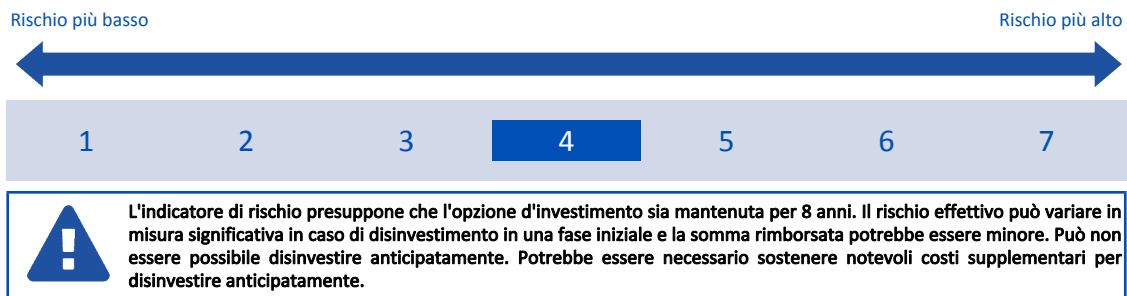 Rischio più basso Rischio più alto
1 2 3 4 5 6 7
L'indicatore di rischio presuppone che l'opzione d'investimento sia mantenuta per 8 anni. Il rischio effettivo può variare in
misura significativa in caso di disinvestimento in una fase iniziale e la somma rimborsata potrebbe essere minore. Può non
essere possibile disinvestire anticipatamente. Potrebbe essere necessario sostenere notevoli costi supplementari per
disinvestire anticipatamente.